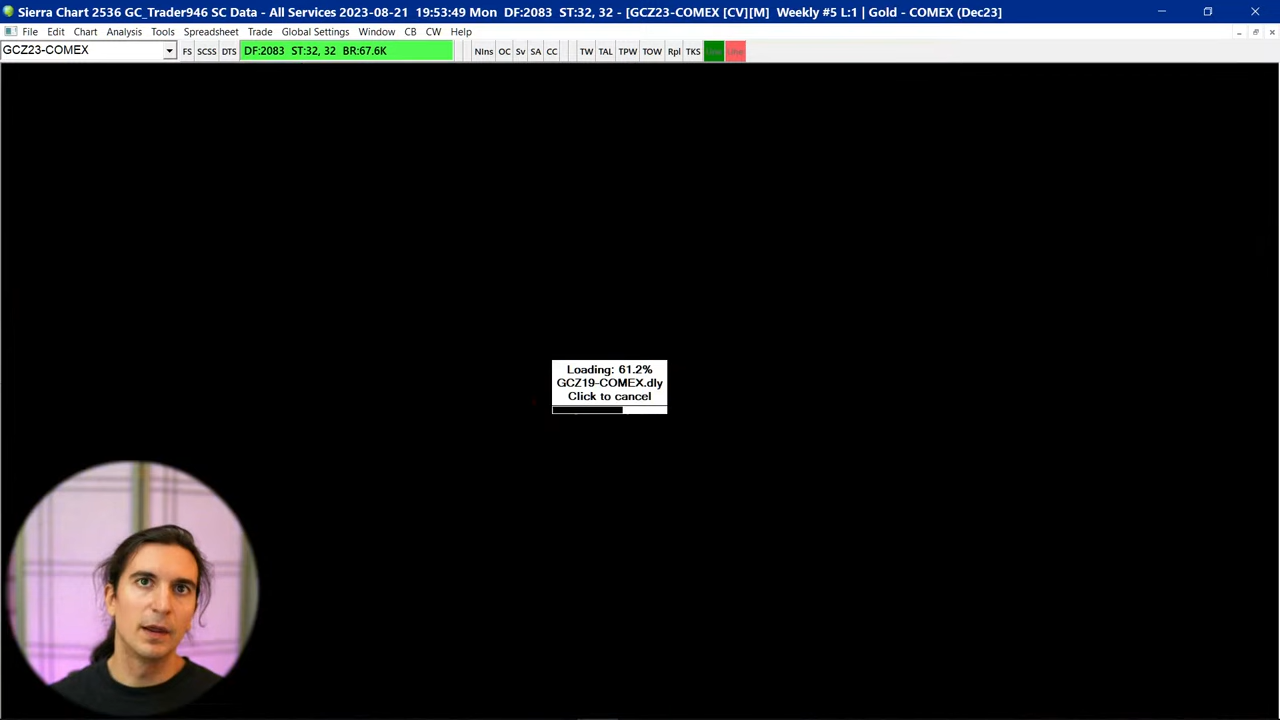 Sierra Chart 2536 GC_Trader946 SC Data - All Services 2023-08-21  19:53:49 Mon  DF:2083  ST:32, 32 - [GCZ23-COMEX [CV][M]  Weekly #5 L:1 | Gold - COMEX (Dec23)]
File Edit Chart Analysis Tools Spreadsheet Trade Global Settings Window CB CW Help
GCZ23-COMEX FS SCSS DTS DF:2083  ST:32, 32  BR:67.6K NIns OC Sv SA CC TW TAL TPW TOW Rpl TKS
Loading: 61.2%
GCZ19-COMEX.dly
Click to cancel